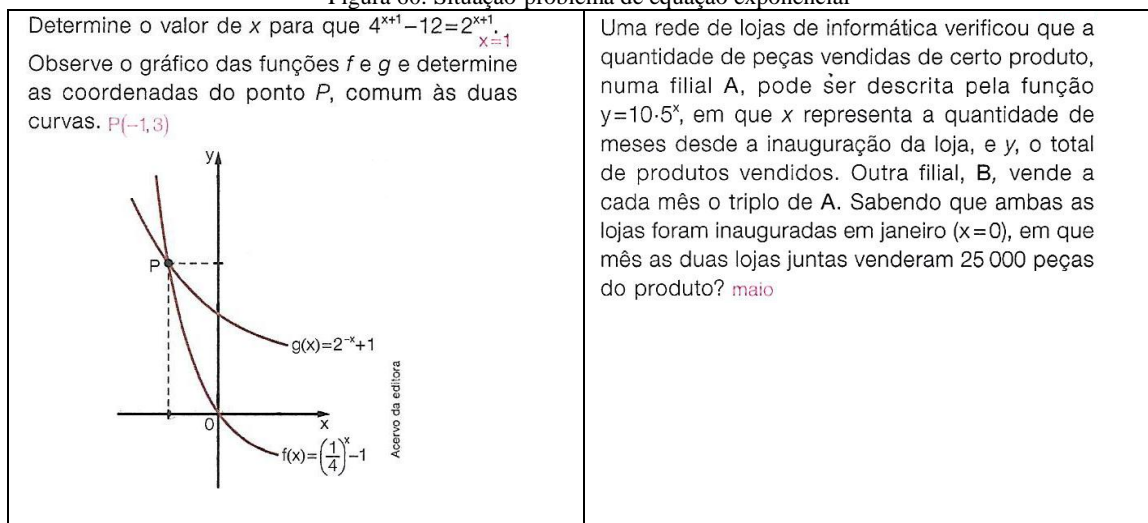 Figura 80. Situação-problema de equação exponencial
Determine o valor de x para que 4ˣ⁺¹–12=2ˣ⁺¹.
x=1
Observe o gráfico das funções f e g e determine
as coordenadas do ponto P, comum às duas
curvas. P(–1,3)
y
P
g(x)=2⁻ˣ+1
0
x
f(x)=(1/4)ˣ–1
Acervo da editora
Uma rede de lojas de informática verificou que a
quantidade de peças vendidas de certo produto,
numa filial A, pode ser descrita pela função
y=10·5ˣ, em que x representa a quantidade de
meses desde a inauguração da loja, e y, o total
de produtos vendidos. Outra filial, B, vende a
cada mês o triplo de A. Sabendo que ambas as
lojas foram inauguradas em janeiro (x=0), em que
mês as duas lojas juntas venderam 25 000 peças
do produto? maio